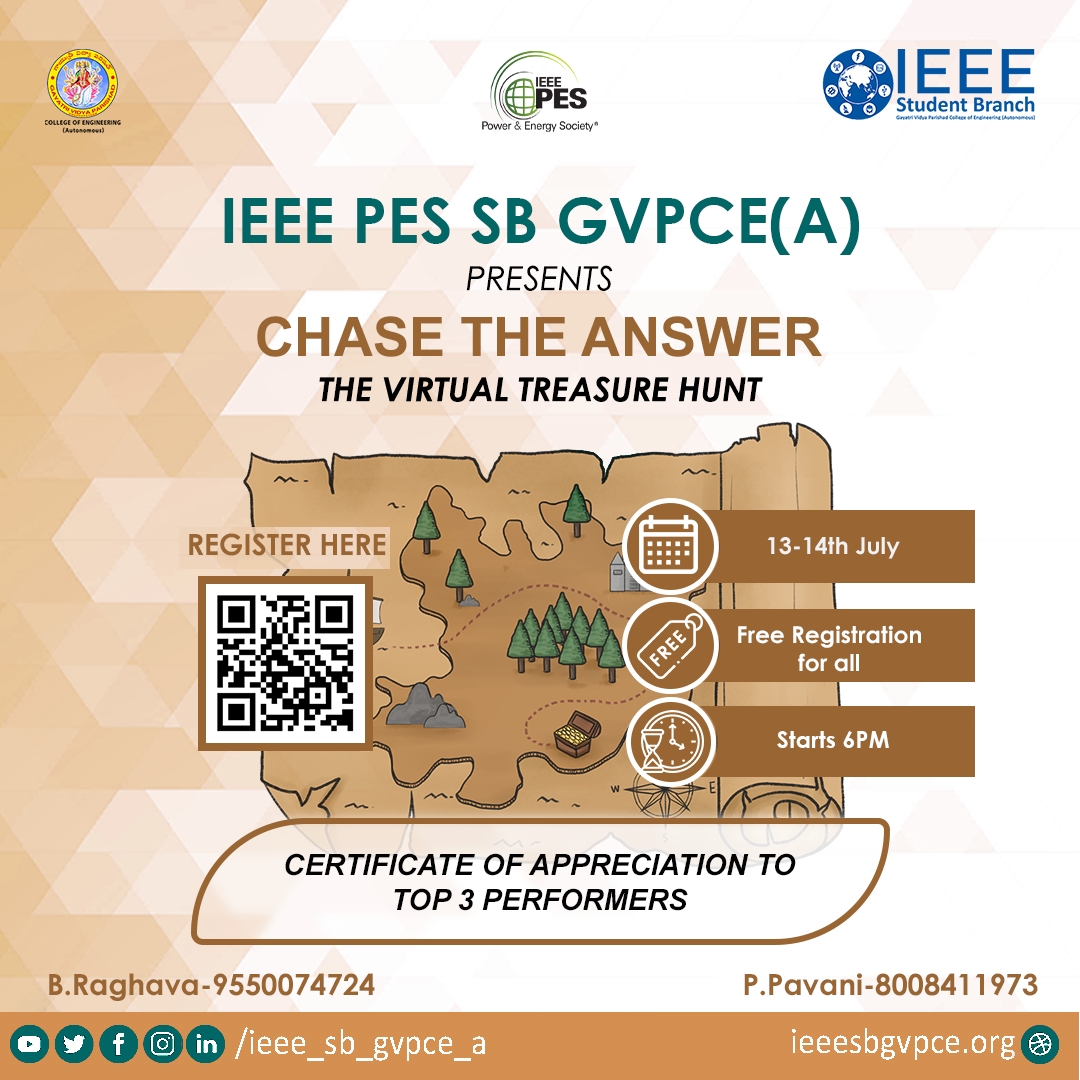 GAYATRI VIDYA PARISHAD
COLLEGE OF ENGINEERING
(Autonomous)
IEEE
PES
Power & Energy Society®
IEEE
Student Branch
Gayatri Vidya Parishad College of Engineering (Autonomous)
IEEE PES SB GVPCE(A)
PRESENTS
CHASE THE ANSWER
THE VIRTUAL TREASURE HUNT
REGISTER HERE
13-14th July
FREE
Free Registration
for all
Starts 6PM
W
E
CERTIFICATE OF APPRECIATION TO
TOP 3 PERFORMERS
B.Raghava-9550074724
P.Pavani-8008411973
/ieee_sb_gvpce_a
ieeesbgvpce.org